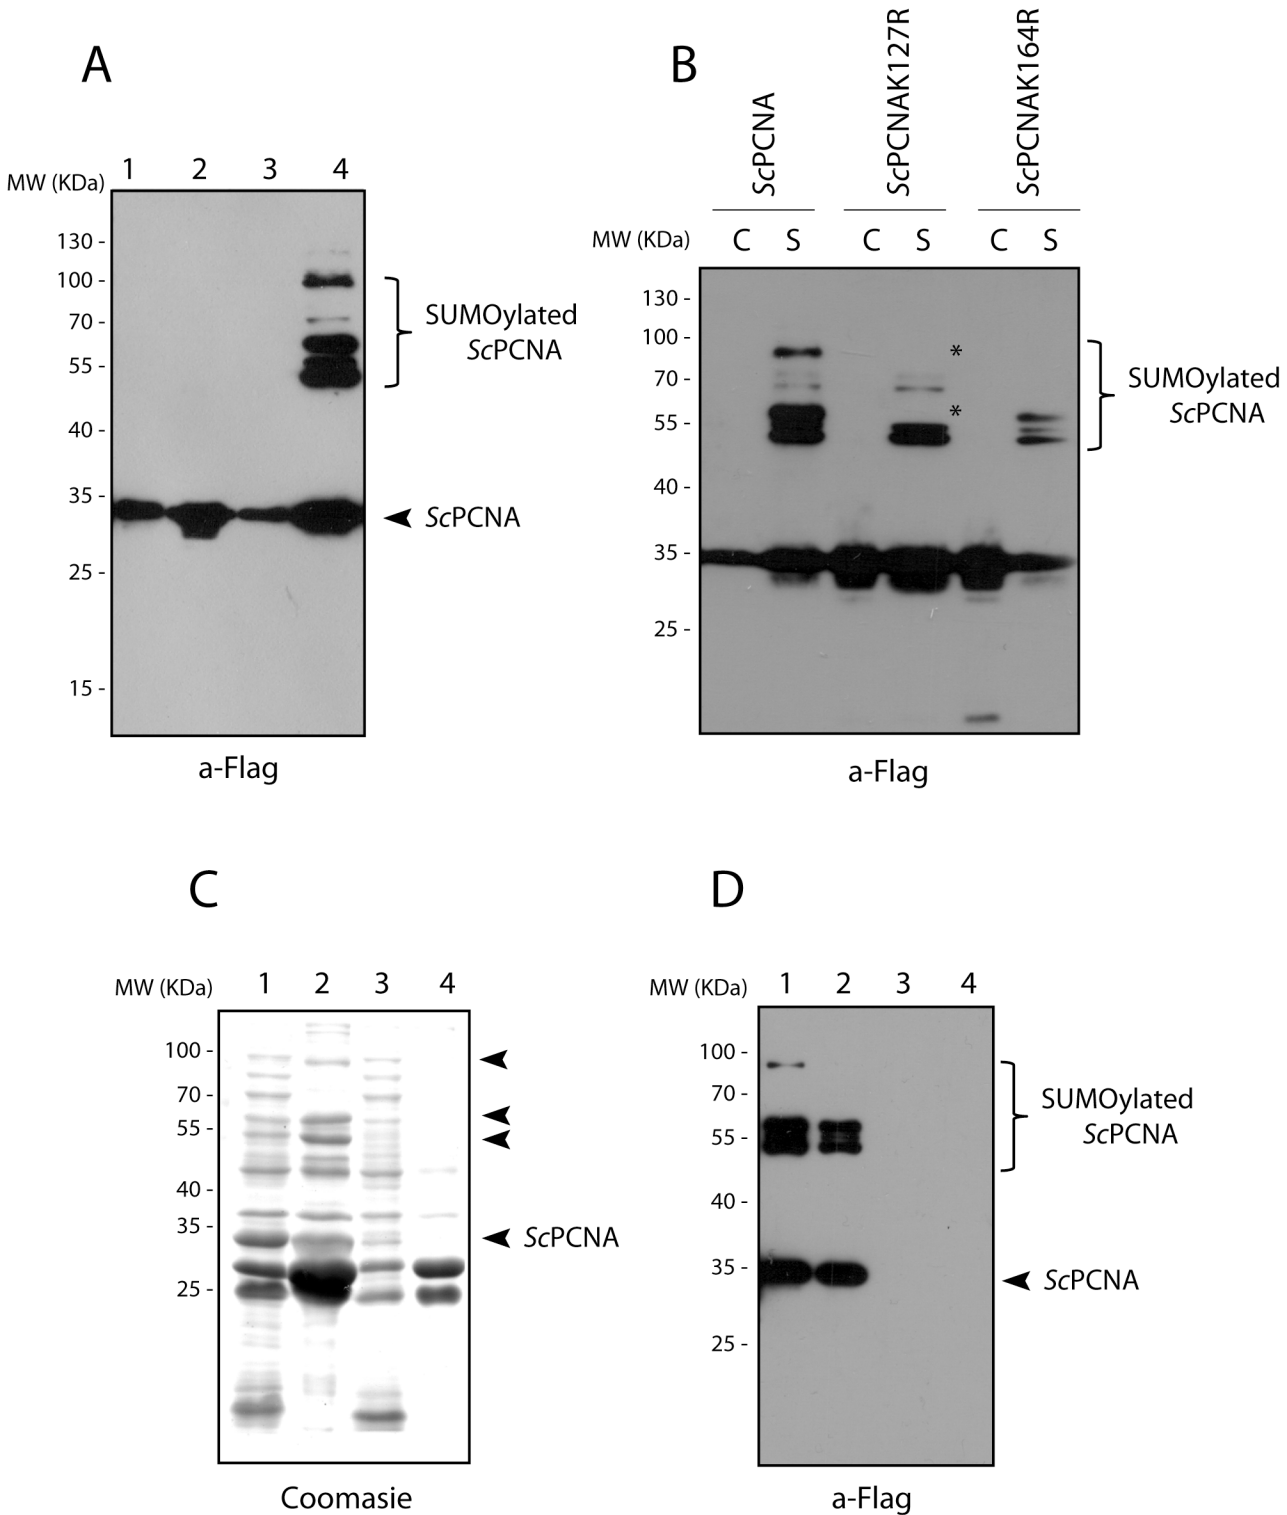 A
1 2 3 4
MW (KDa)
130 -
100 -
70 -
55 -
40 -
35 -
25 -
15 -
SUMOylated
ScPCNA
ScPCNA
a-Flag
B
ScPCNA
ScPCNAK127R
ScPCNAK164R
MW (KDa)
C S C S C S
130 -
100 -
70 -
55 -
40 -
35 -
25 -
*
*
SUMOylated
ScPCNA
a-Flag
C
MW (KDa)
1 2 3 4
100 -
70 -
55 -
40 -
35 -
25 -
ScPCNA
Coomasie
D
MW (KDa)
1 2 3 4
100 -
70 -
55 -
40 -
35 -
25 -
SUMOylated
ScPCNA
ScPCNA
a-Flag